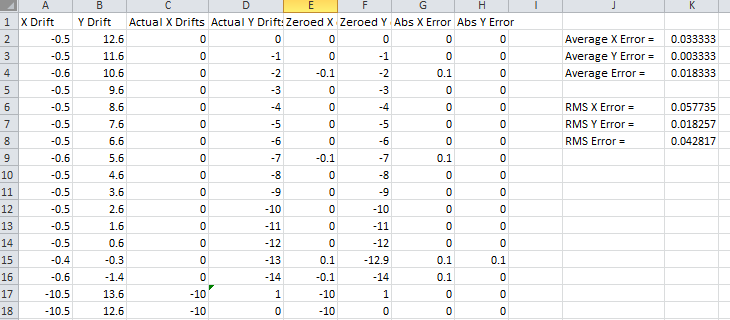 A B C D E F G H I J K
1 X Drift Y Drift Actual X Drifts Actual Y Drift Zeroed X Zeroed Y Abs X Error Abs Y Error
2 -0.5 12.6 0 0 0 0 0 0 Average X Error = 0.033333
3 -0.5 11.6 0 -1 0 -1 0 0 Average Y Error = 0.003333
4 -0.6 10.6 0 -2 -0.1 -2 0.1 0 Average Error = 0.018333
5 -0.5 9.6 0 -3 0 -3 0 0
6 -0.5 8.6 0 -4 0 -4 0 0 RMS X Error = 0.057735
7 -0.5 7.6 0 -5 0 -5 0 0 RMS Y Error = 0.018257
8 -0.5 6.6 0 -6 0 -6 0 0 RMS Error = 0.042817
9 -0.6 5.6 0 -7 -0.1 -7 0.1 0
10 -0.5 4.6 0 -8 0 -8 0 0
11 -0.5 3.6 0 -9 0 -9 0 0
12 -0.5 2.6 0 -10 0 -10 0 0
13 -0.5 1.6 0 -11 0 -11 0 0
14 -0.5 0.6 0 -12 0 -12 0 0
15 -0.4 -0.3 0 -13 0.1 -12.9 0.1 0.1
16 -0.6 -1.4 0 -14 -0.1 -14 0.1 0
17 -10.5 13.6 -10 1 -10 1 0 0
18 -10.5 12.6 -10 0 -10 0 0 0